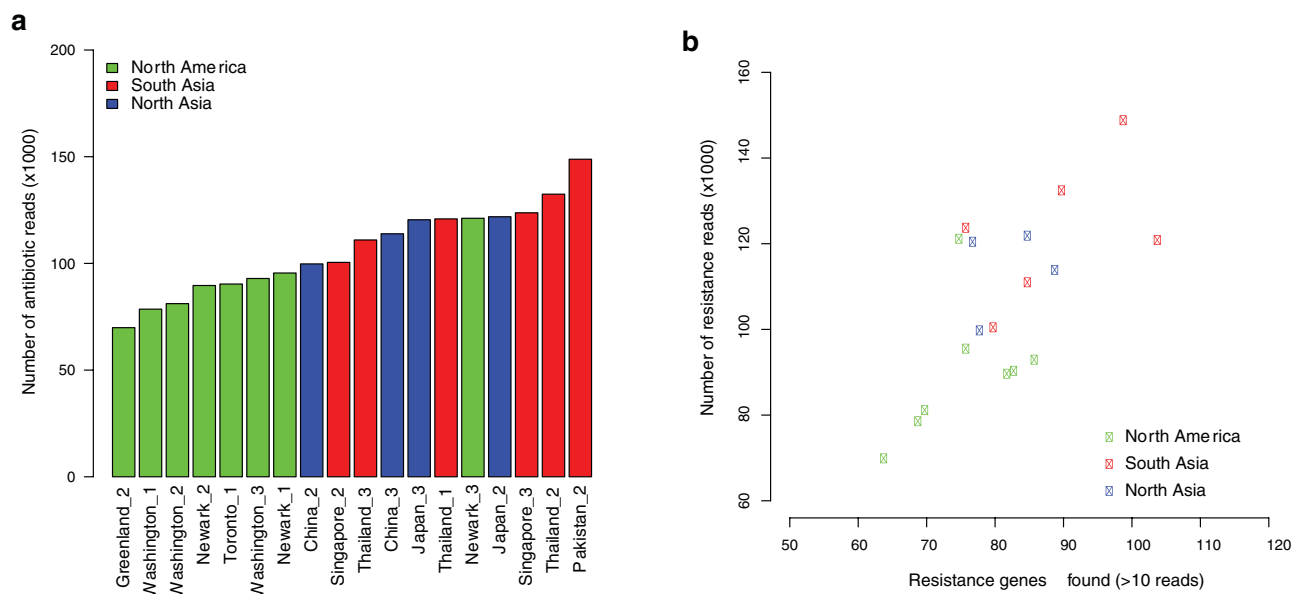 a
200
150
100
50
0
Number of antibiotic reads (x1000)
North America
South Asia
North Asia
Greenland_2
Washington_1
Washington_2
Newark_2
Toronto_1
Washington_3
Newark_1
China_2
Singapore_2
Thailand_3
China_3
Japan_3
Thailand_1
Newark_3
Japan_2
Singapore_3
Thailand_2
Pakistan_2
b
160
140
120
100
80
60
Number of resistance reads (x1000)
North America
South Asia
North Asia
50 60 70 80 90 100 110 120
Resistance genes found (>10 reads)